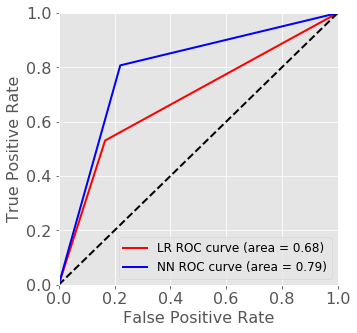 1.0
0.8
0.6
0.4
0.2
0.0
True Positive Rate
LR ROC curve (area = 0.68)
NN ROC curve (area = 0.79)
0.0 0.2 0.4 0.6 0.8 1.0
False Positive Rate